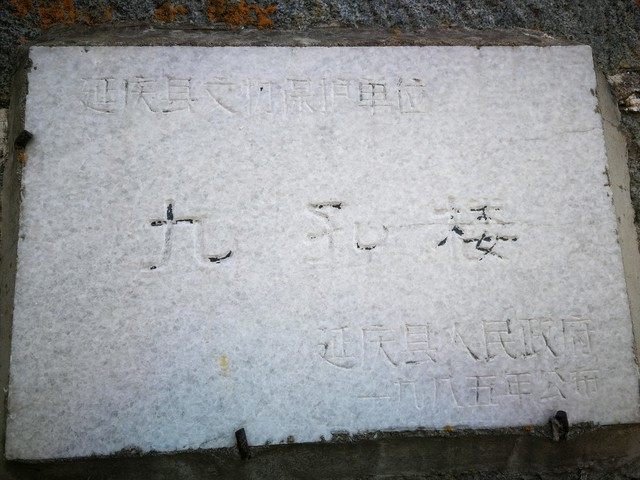 延庆县文物保护单位
九孔楼
延庆县人民政府
一九八五年公布